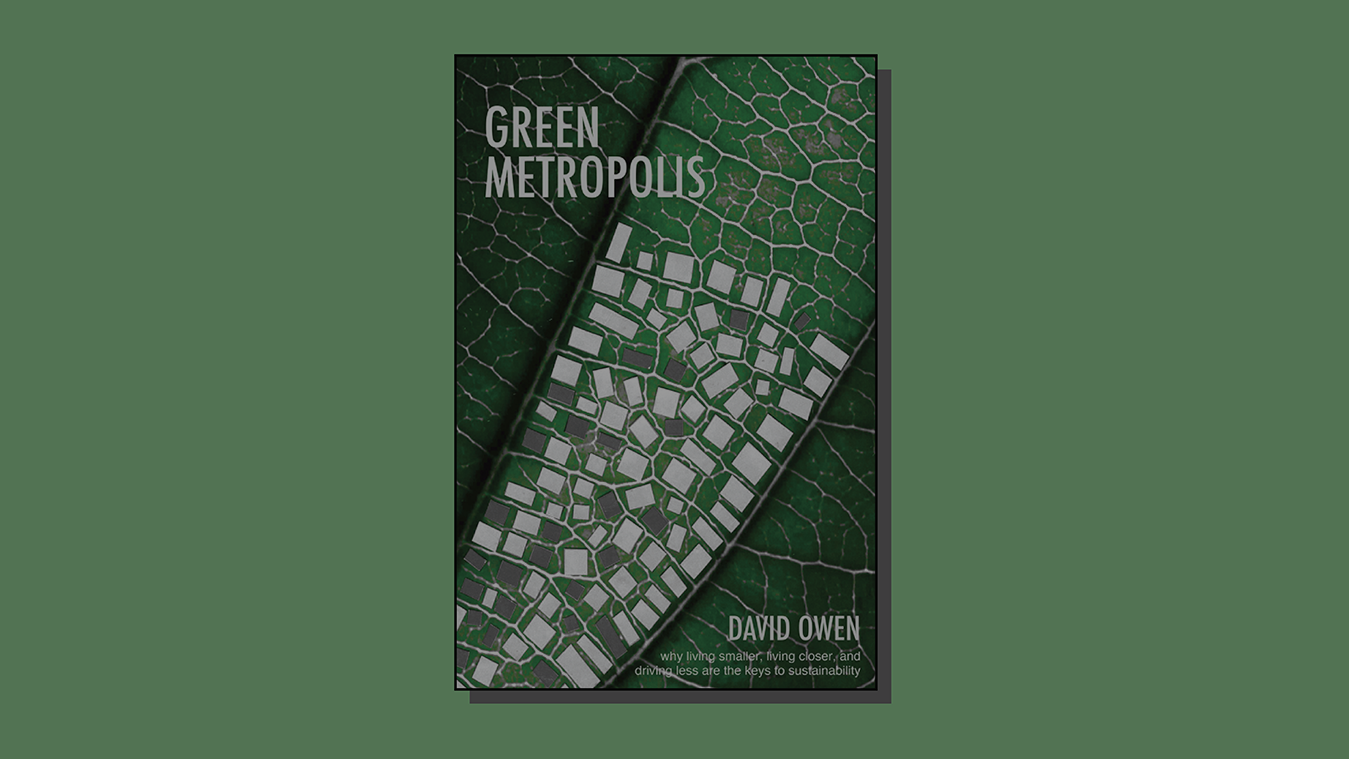 GREEN
METROPOLIS
DAVID OWEN
why living smaller, living closer, and
driving less are the keys to sustainability